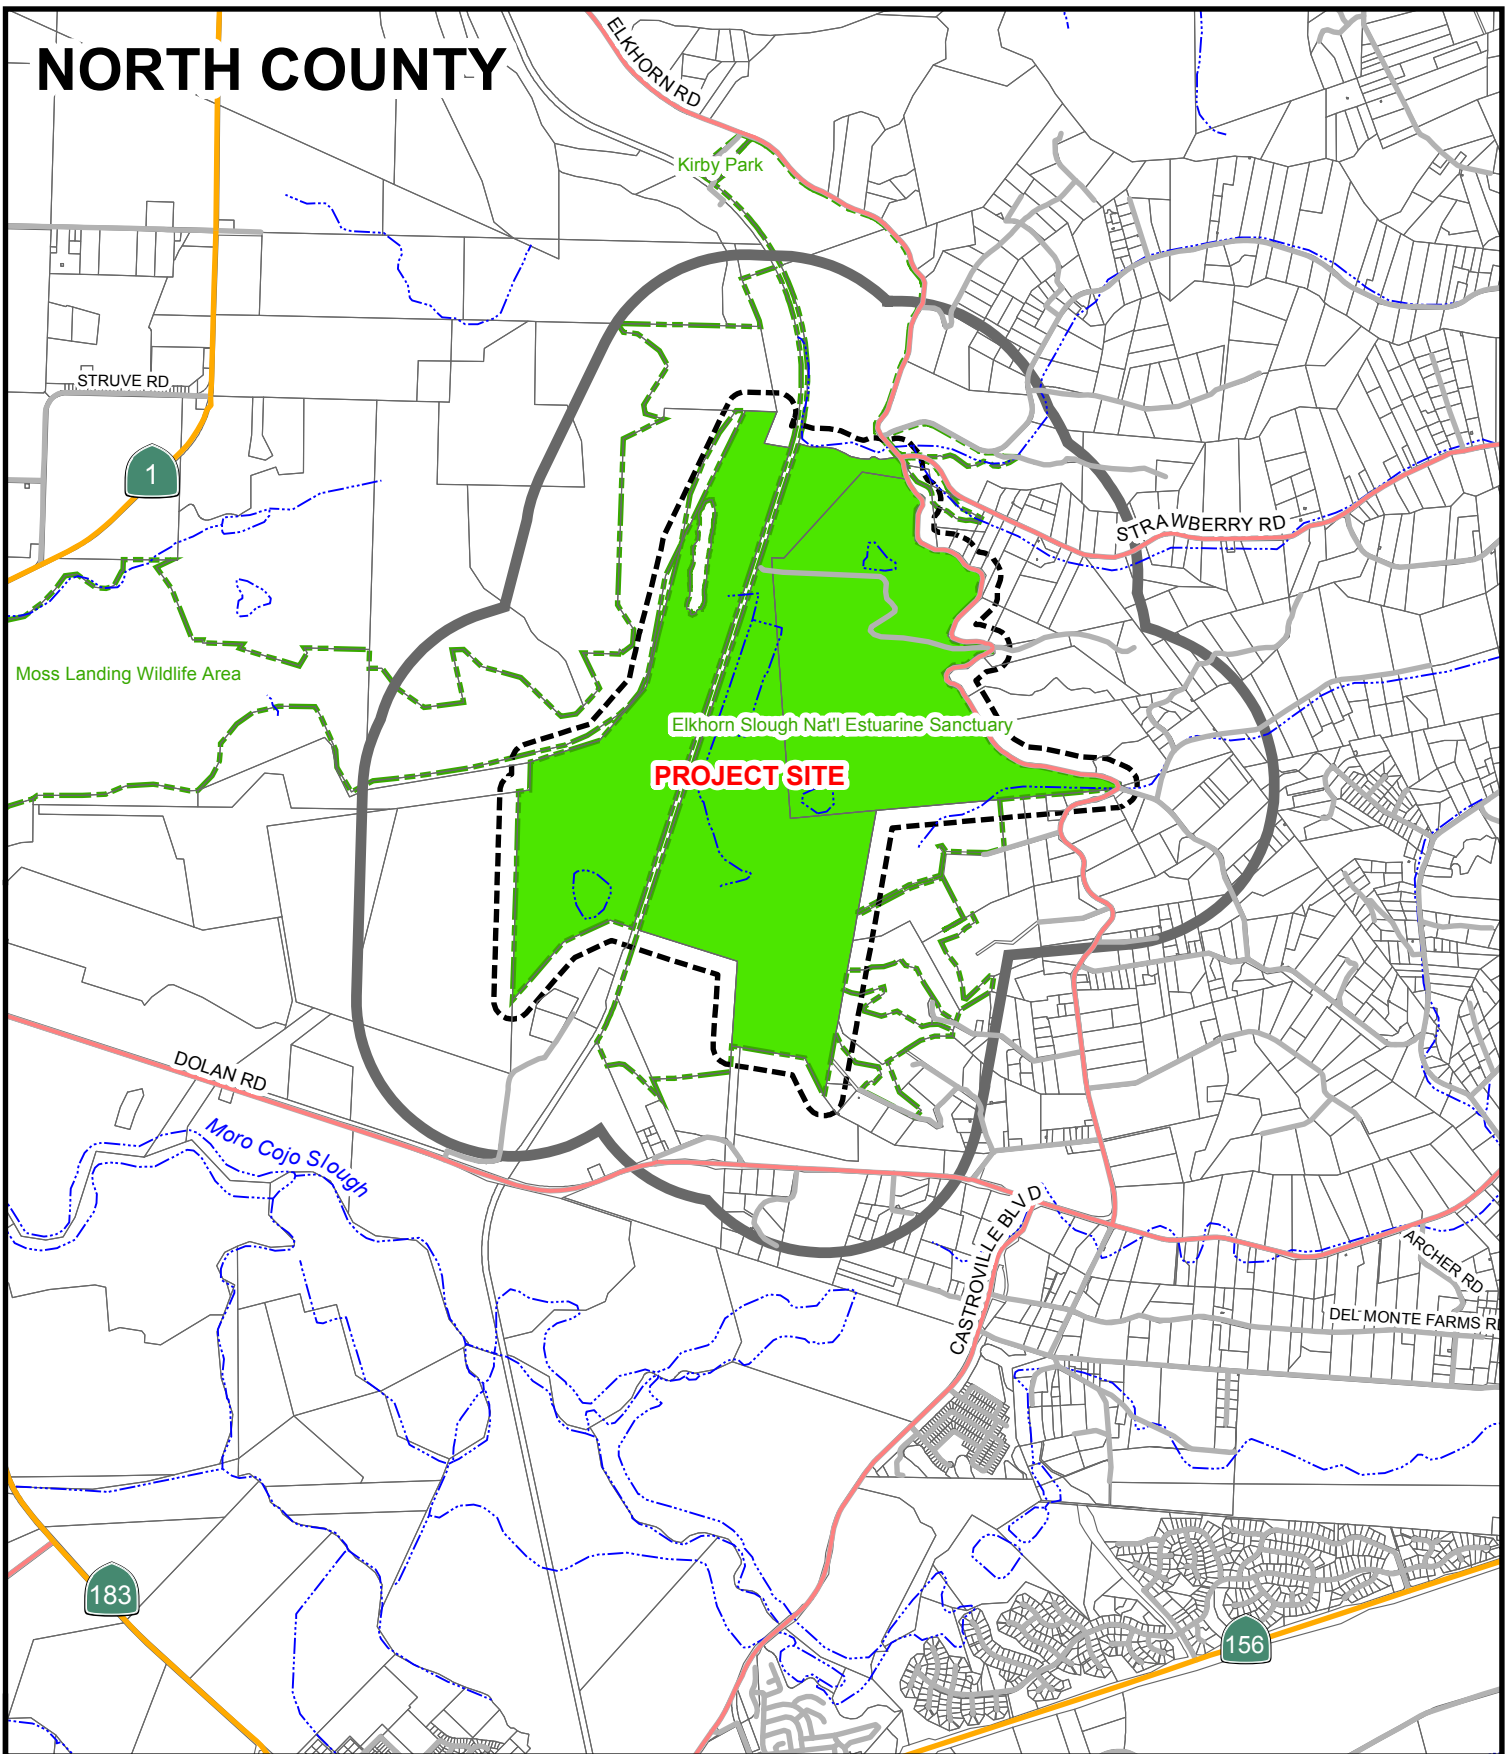 NORTH COUNTY
ELKHORN RD
Kirby Park
STRUVE RD
1
STRAWBERRY RD
Moss Landing Wildlife Area
Elkhorn Slough Nat'l Estuarine Sanctuary
PROJECT SITE
DOLAN RD
Moro Cojo Slough
CASTROVILLE BLVD
ARCHER RD
DEL MONTE FARMS R
183
156